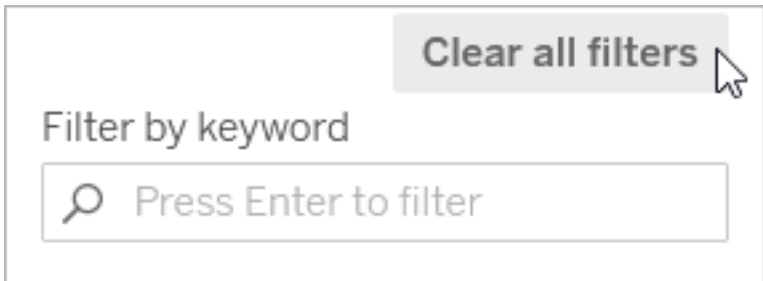 Clear all filters
Filter by keyword
Press Enter to filter